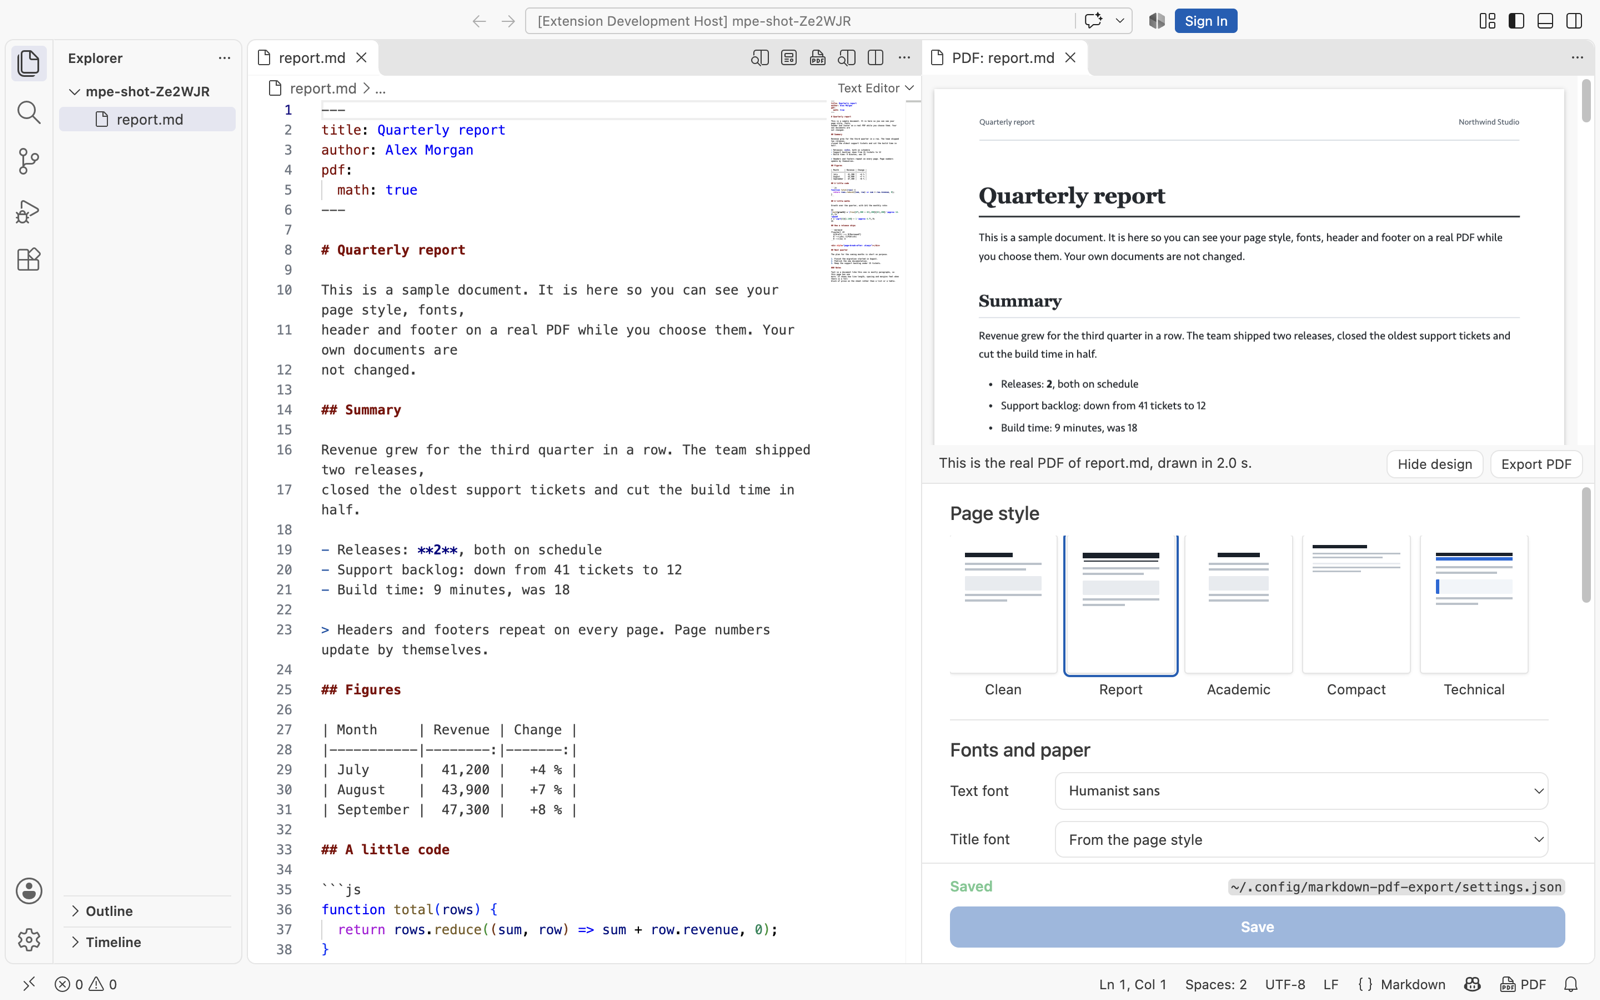 [Extension Development Host] mpe-shot-Ze2WJR
Sign In
Explorer
mpe-shot-Ze2WJR
report.md
Outline
Timeline
report.md
report.md > ...
Text Editor
1 ---
2 title: Quarterly report
3 author: Alex Morgan
4 pdf:
5 math: true
6 ---
7
8 # Quarterly report
9
10 This is a sample document. It is here so you can see your
page style, fonts,
11 header and footer on a real PDF while you choose them. Your
own documents are
12 not changed.
13
14 ## Summary
15
16 Revenue grew for the third quarter in a row. The team shipped
two releases,
17 closed the oldest support tickets and cut the build time in
half.
18
19 - Releases: **2**, both on schedule
20 - Support backlog: down from 41 tickets to 12
21 - Build time: 9 minutes, was 18
22
23 > Headers and footers repeat on every page. Page numbers
update by themselves.
24
25 ## Figures
26
27 | Month | Revenue | Change |
28 |-----------|--------:|-------:|
29 | July | 41,200 | +4 % |
30 | August | 43,900 | +7 % |
31 | September | 47,300 | +8 % |
32
33 ## A little code
34
35 ```js
36 function total(rows) {
37 return rows.reduce((sum, row) => sum + row.revenue, 0);
38 }
PDF: report.md
Quarterly report Northwind Studio
Quarterly report
This is a sample document. It is here so you can see your page style, fonts, header and footer on a real PDF while
you choose them. Your own documents are not changed.
Summary
Revenue grew for the third quarter in a row. The team shipped two releases, closed the oldest support tickets and
cut the build time in half.
• Releases: 2, both on schedule
• Support backlog: down from 41 tickets to 12
• Build time: 9 minutes, was 18
This is the real PDF of report.md, drawn in 2.0 s.
Hide design
Export PDF
Page style
Clean
Report
Academic
Compact
Technical
Fonts and paper
Text font
Humanist sans
Title font
From the page style
Saved
~/.config/markdown-pdf-export/settings.json
Save
0 0
Ln 1, Col 1
Spaces: 2
UTF-8
LF
{ } Markdown
PDF